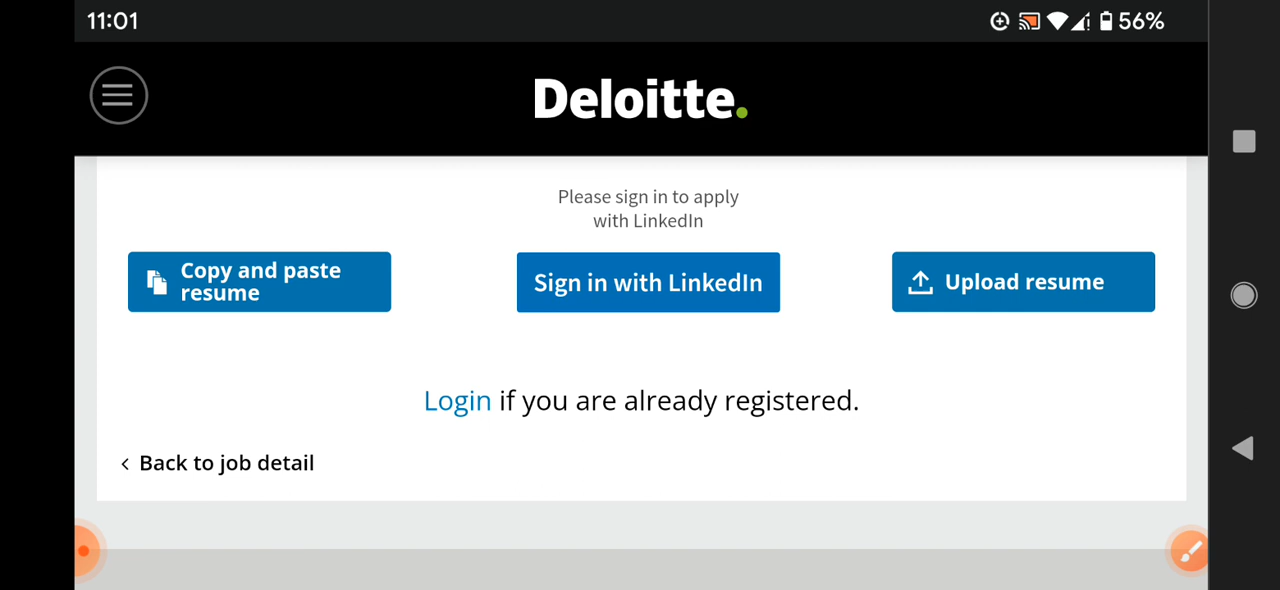 11:01
56%
Deloitte.
Please sign in to apply
with LinkedIn
Copy and paste
resume
Sign in with LinkedIn
Upload resume
Login if you are already registered.
Back to job detail